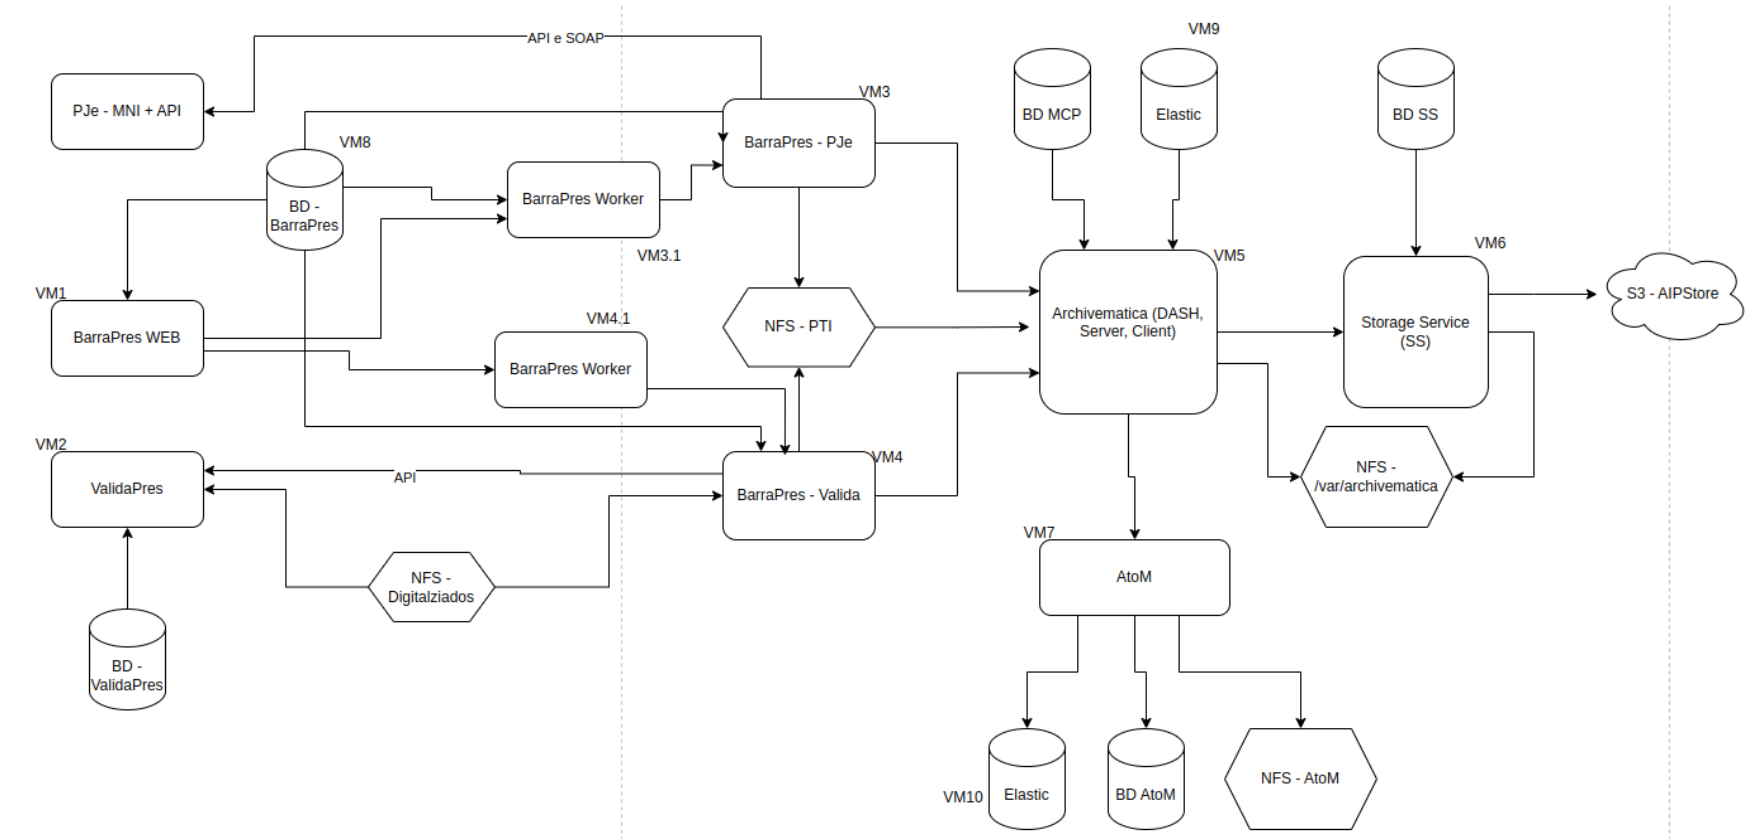 VM9
API e SOAP
VM3
PJe - MNI + API
BD MCP
Elastic
BD SS
VM8
BarraPres - PJe
BD -
BarraPres
BarraPres Worker
VM3.1
VM5
VM6
VM1
S3 - AIPStore
VM4.1
NFS - PTI
Archivematica (DASH,
Server, Client)
Storage Service
(SS)
BarraPres WEB
BarraPres Worker
VM2
VM4
API
ValidaPres
BarraPres - Valida
NFS -
/var/archivematica
VM7
NFS -
Digitalziados
AtoM
BD -
ValidaPres
VM10
Elastic
BD AtoM
NFS - AtoM